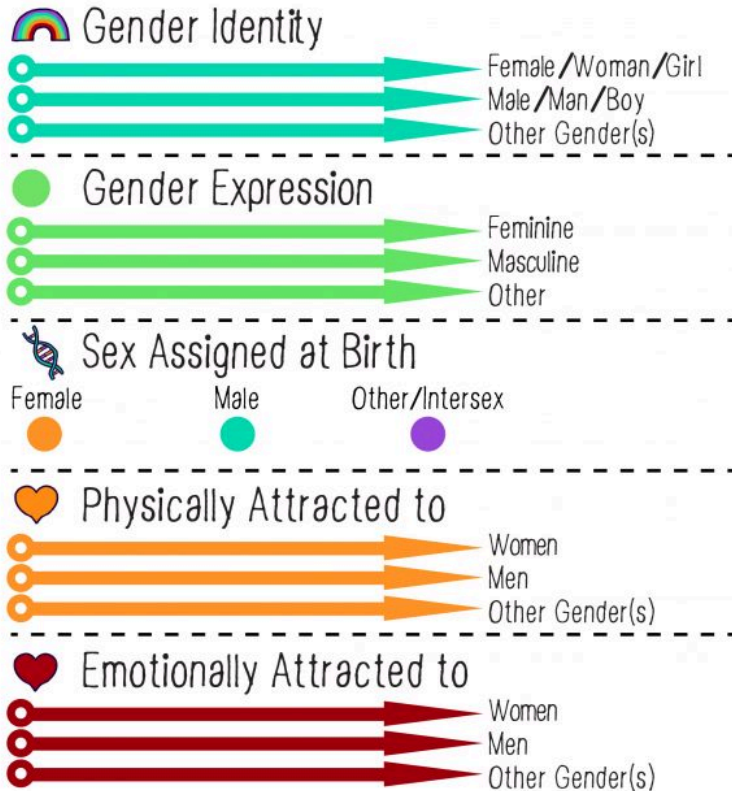 Gender Identity
Female/Woman/Girl
Male/Man/Boy
Other Gender(s)
Gender Expression
Feminine
Masculine
Other
Sex Assigned at Birth
Female Male Other/Intersex
Physically Attracted to
Women
Men
Other Gender(s)
Emotionally Attracted to
Women
Men
Other Gender(s)